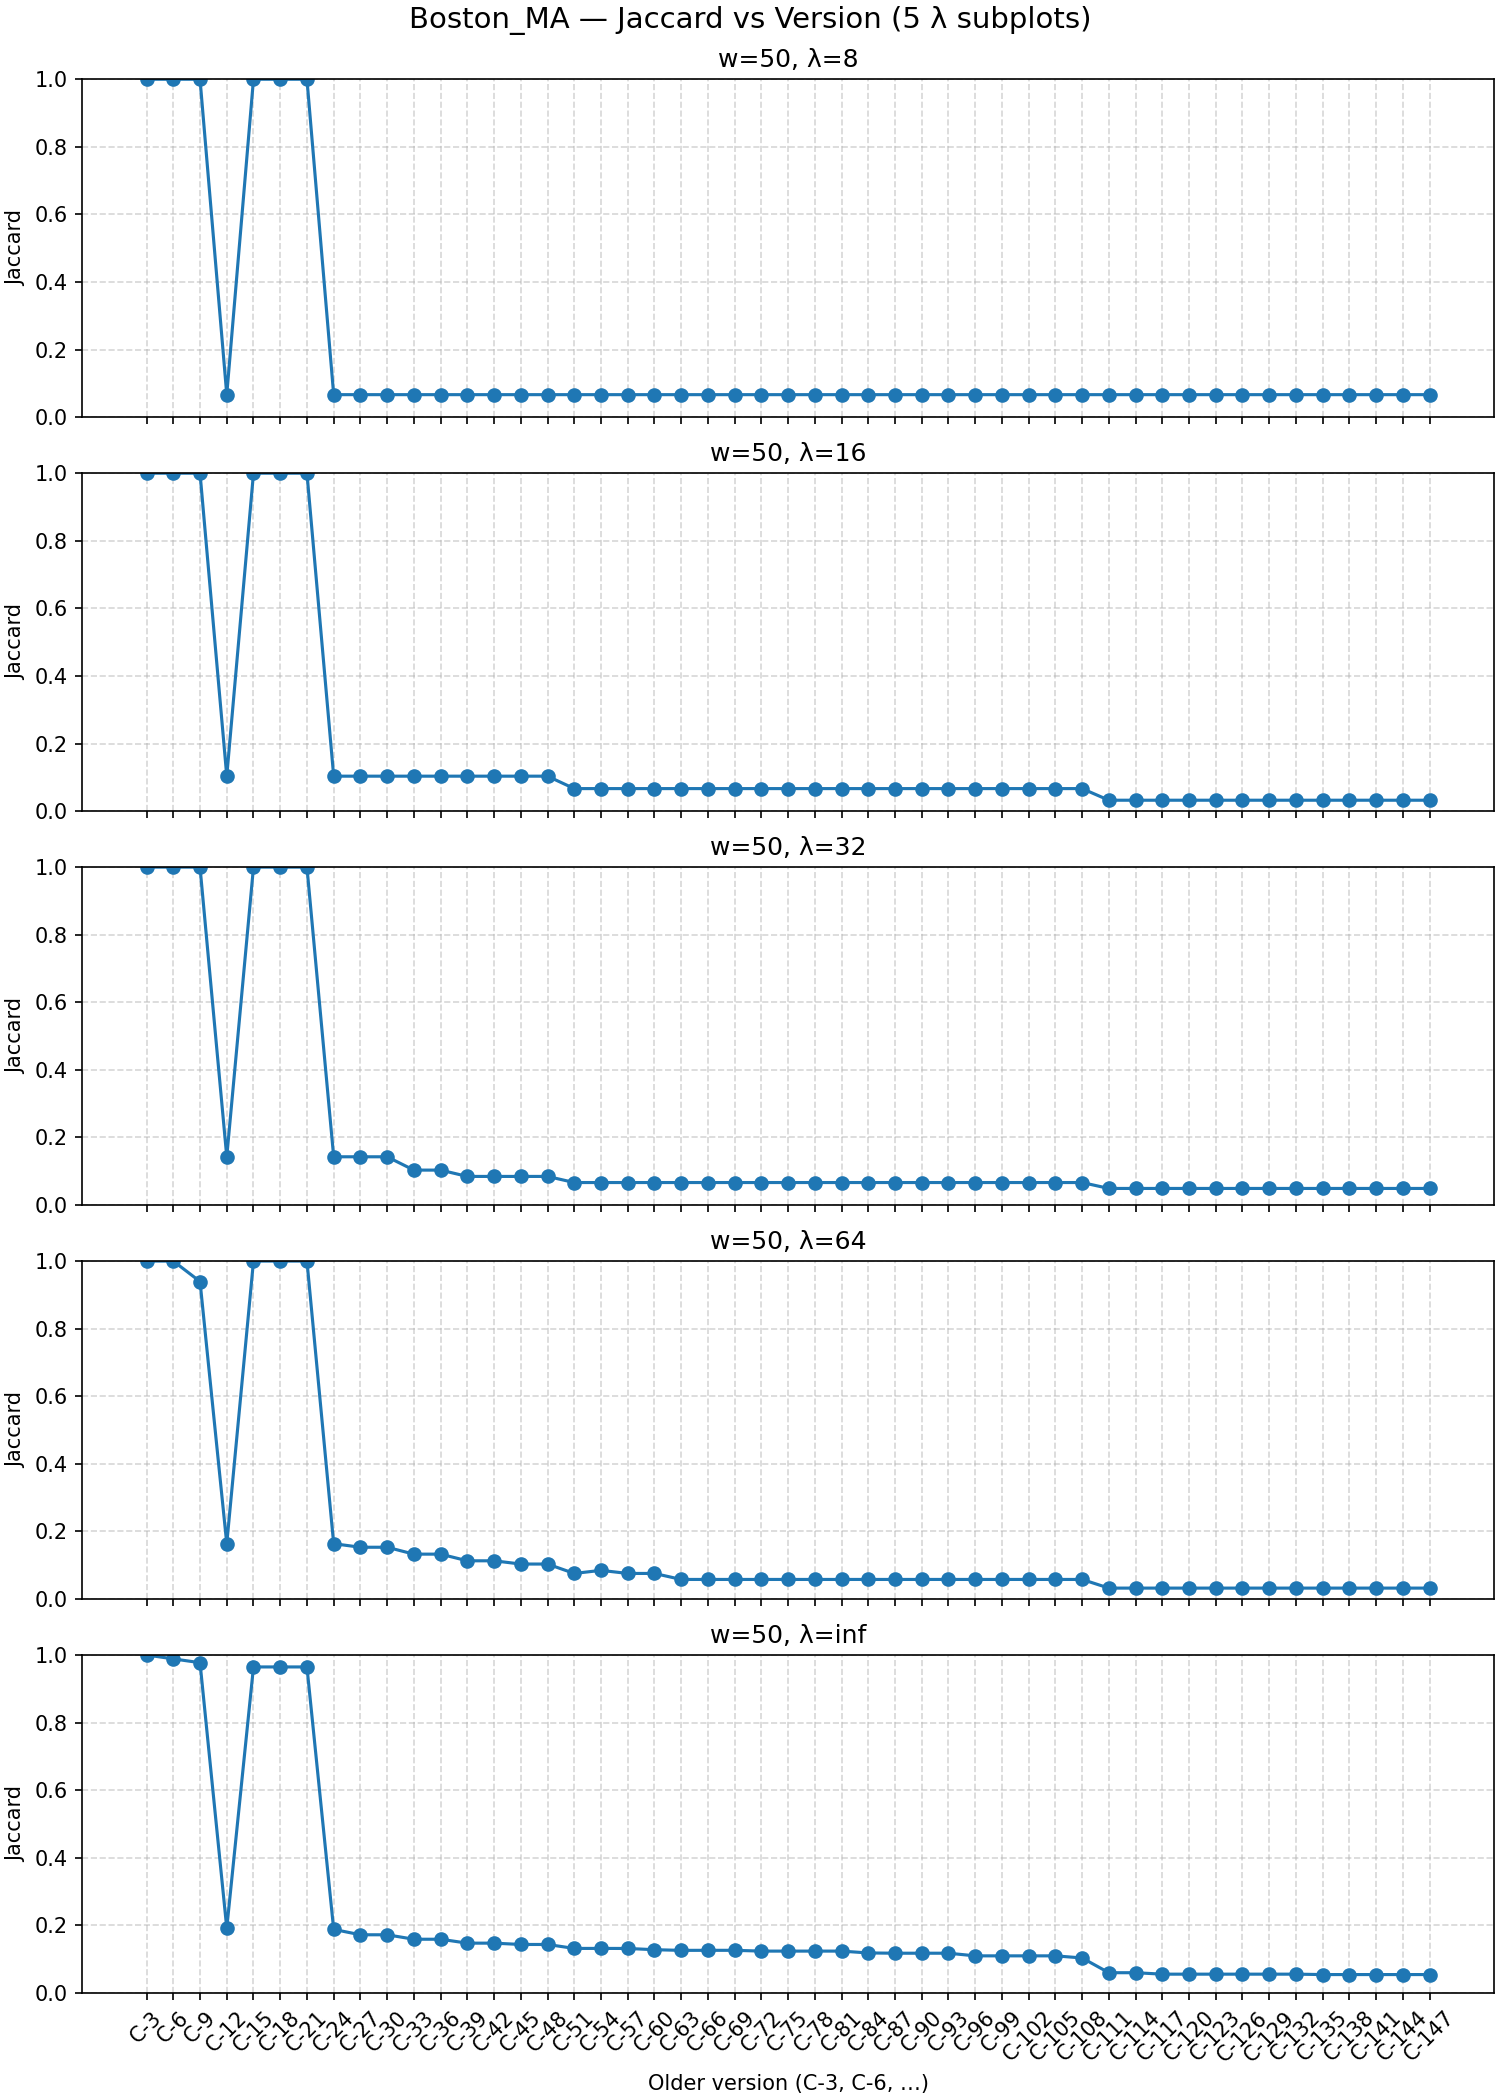 Boston_MA — Jaccard vs Version (5 λ subplots)
w=50, λ=8
1.0
0.8
0.6
0.4
0.2
0.0
Jaccard
w=50, λ=16
1.0
0.8
0.6
0.4
0.2
0.0
Jaccard
w=50, λ=32
1.0
0.8
0.6
0.4
0.2
0.0
Jaccard
w=50, λ=64
1.0
0.8
0.6
0.4
0.2
0.0
Jaccard
w=50, λ=inf
1.0
0.8
0.6
0.4
0.2
0.0
Jaccard
C-3 C-6 C-9 C-12 C-15 C-18 C-21 C-24 C-27 C-30 C-33 C-36 C-39 C-42 C-45 C-48 C-51 C-54 C-57 C-60 C-63 C-66 C-69 C-72 C-75 C-78 C-81 C-84 C-87 C-90 C-93 C-96 C-99 C-102 C-105 C-108 C-111 C-114 C-117 C-120 C-123 C-126 C-129 C-132 C-135 C-138 C-141 C-144 C-147
Older version (C-3, C-6, ...)